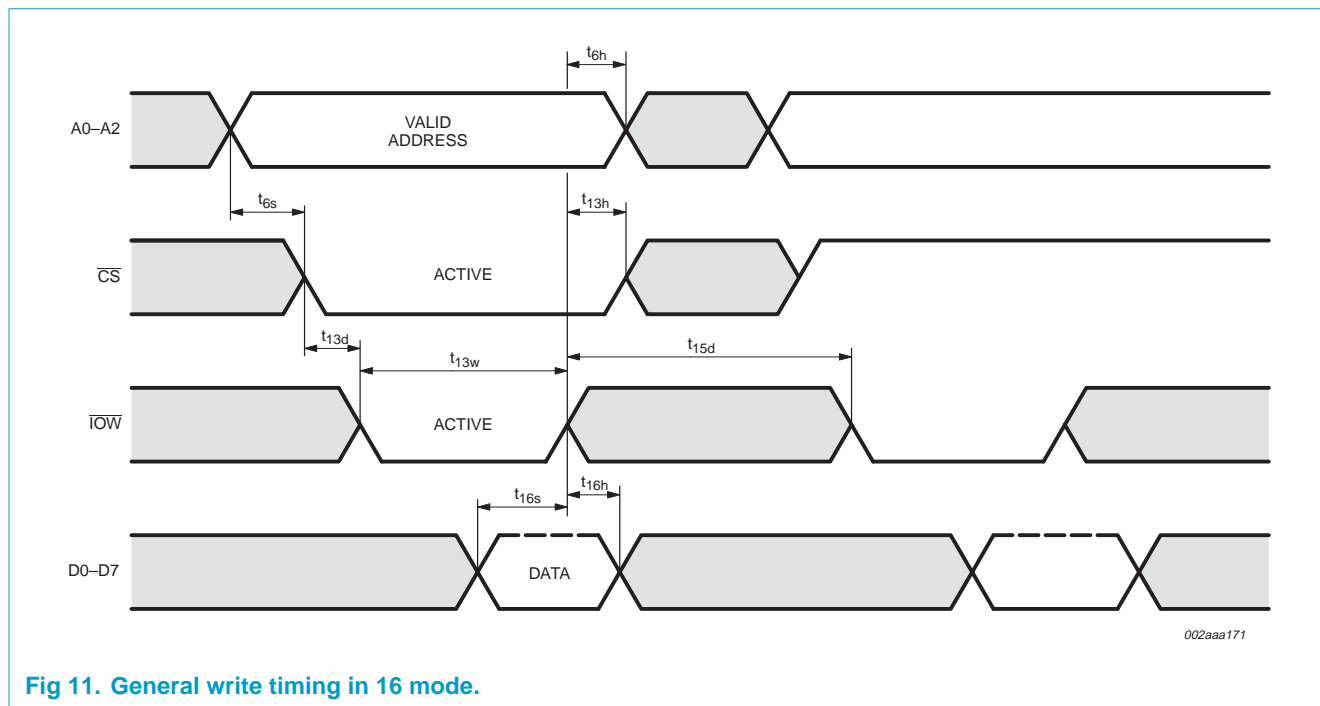 t6h
A0–A2
VALID
ADDRESS
t6s
t13h
CS
ACTIVE
t13d
t13w
t15d
IOW
ACTIVE
t16s
t16h
D0–D7
DATA
002aaa171
Fig 11. General write timing in 16 mode.